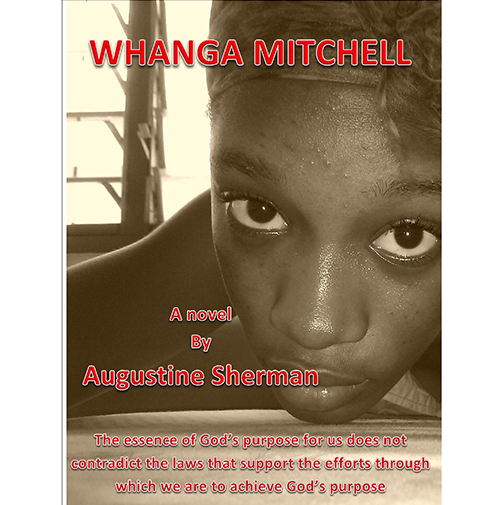 WHANGA MITCHELL
A novel
By
Augustine Sherman
The essence of God's purpose for us does not
contradict the laws that support the efforts through
which we are to achieve God's purpose